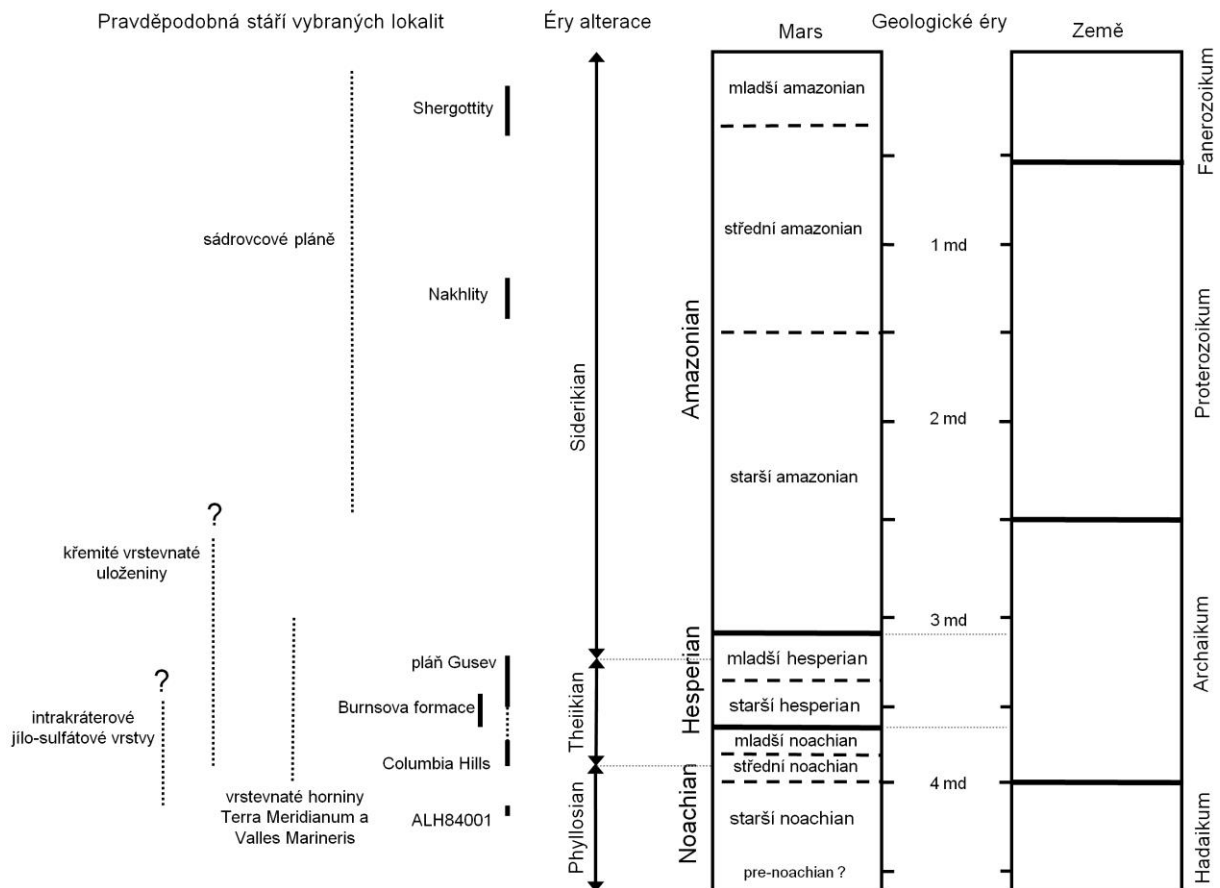 Pravděpodobná stáří vybraných lokalit
Éry alterace
Mars
Geologické éry
Země
Shergottity
sádrovcové pláně
Nakhlity
?
křemité vrstevnaté
uloženiny
pláň Gusev
?
Burnsova formace
intrakráterové
jílo-sulfátové vrstvy
Columbia Hills
vrstevnaté horniny
Terra Meridianum a
Valles Marineris
ALH84001
Siderikian
Theiikian
Phyllosian
Amazonian
Hesperian
Noachian
mladší amazonian
střední amazonian
starší amazonian
mladší hesperian
starší hesperian
mladší noachian
střední noachian
starší noachian
pre-noachian ?
1 md
2 md
3 md
4 md
Fanerozoikum
Proterozoikum
Archaikum
Hadaikum